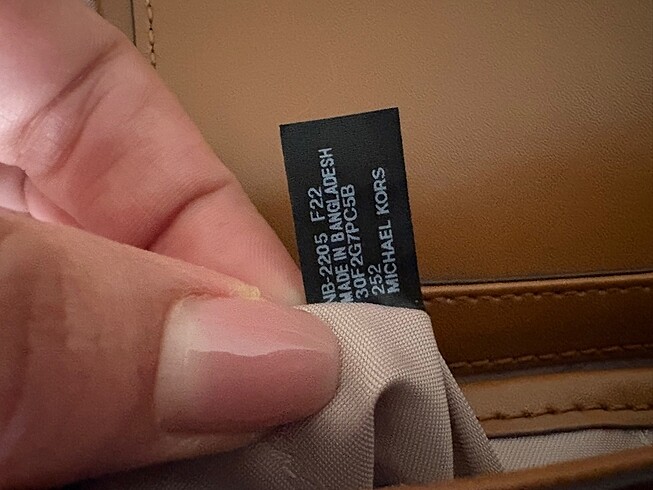 NB-2205 F22
MADE IN BANGLADESH
30F2G7PC5B
252
MICHAEL KORS